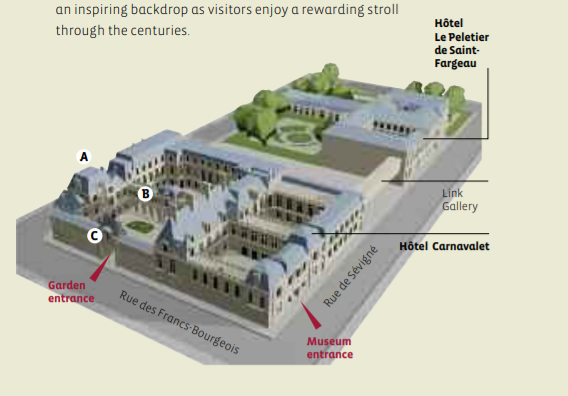 an inspiring backdrop as visitors enjoy a rewarding stroll
through the centuries.
Hôtel
Le Peletier
de Saint-
Fargeau
A
B
C
Link
Gallery
Hôtel Carnavalet
Garden
entrance
Rue des Francs-Bourgeois
Rue de Sévigné
Museum
entrance